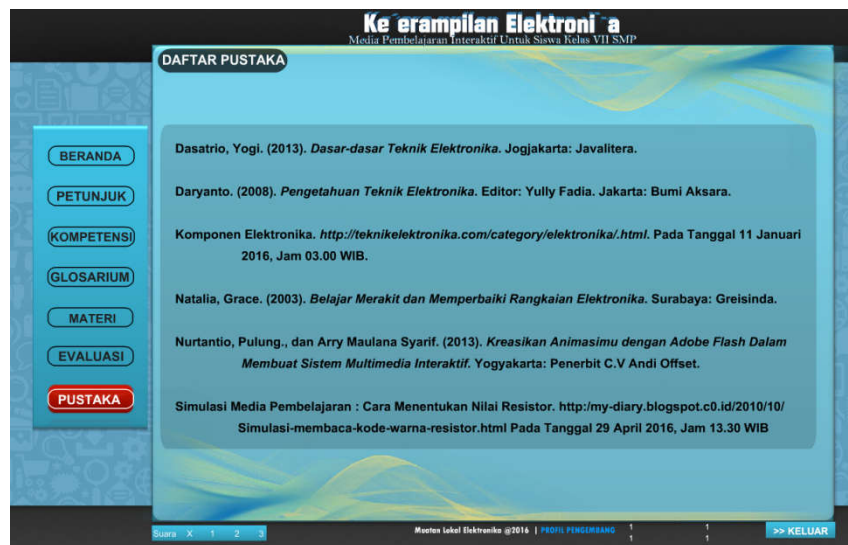 Ke erampilan Elektroni a
Media Pembelajaran Interaktif Untuk Siswa Kelas VII SMP
DAFTAR PUSTAKA
BERANDA
PETUNJUK
KOMPETENSI
GLOSARIUM
MATERI
EVALUASI
PUSTAKA
Dasatrio, Yogi. (2013). Dasar-dasar Teknik Elektronika. Jogjakarta: Javalitera.
Daryanto. (2008). Pengetahuan Teknik Elektronika. Editor: Yully Fadia. Jakarta: Bumi Aksara.
Komponen Elektronika. http://teknikelektronika.com/category/elektronika/.html. Pada Tanggal 11 Januari
2016, Jam 03.00 WIB.
Natalia, Grace. (2003). Belajar Merakit dan Memperbaiki Rangkaian Elektronika. Surabaya: Greisinda.
Nurtantio, Pulung., dan Arry Maulana Syarif. (2013). Kreasikan Animasimu dengan Adobe Flash Dalam
Membuat Sistem Multimedia Interaktif. Yogyakarta: Penerbit C.V Andi Offset.
Simulasi Media Pembelajaran : Cara Menentukan Nilai Resistor. http:/my-diary.blogspot.c0.id/2010/10/
Simulasi-membaca-kode-warna-resistor.html Pada Tanggal 29 April 2016, Jam 13.30 WIB
Suara X 1 2 3
Muatan Lokal Elektronika @2016 | PROFIL PENGEMBANG
1 1
1 1
>> KELUAR